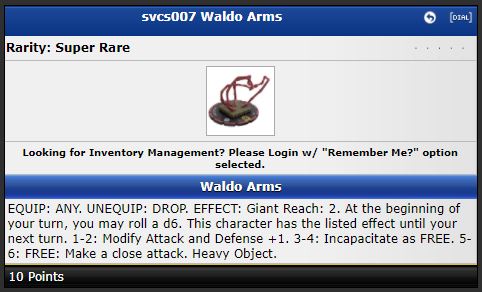 svcs007 Waldo Arms
[DIAL]
Rarity: Super Rare
Looking for Inventory Management? Please Login w/ "Remember Me?" option
selected.
Waldo Arms
EQUIP: ANY. UNEQUIP: DROP. EFFECT: Giant Reach: 2. At the beginning of
your turn, you may roll a d6. This character has the listed effect until your
next turn. 1-2: Modify Attack and Defense +1. 3-4: Incapacitate as FREE. 5-
6: FREE: Make a close attack. Heavy Object.
10 Points